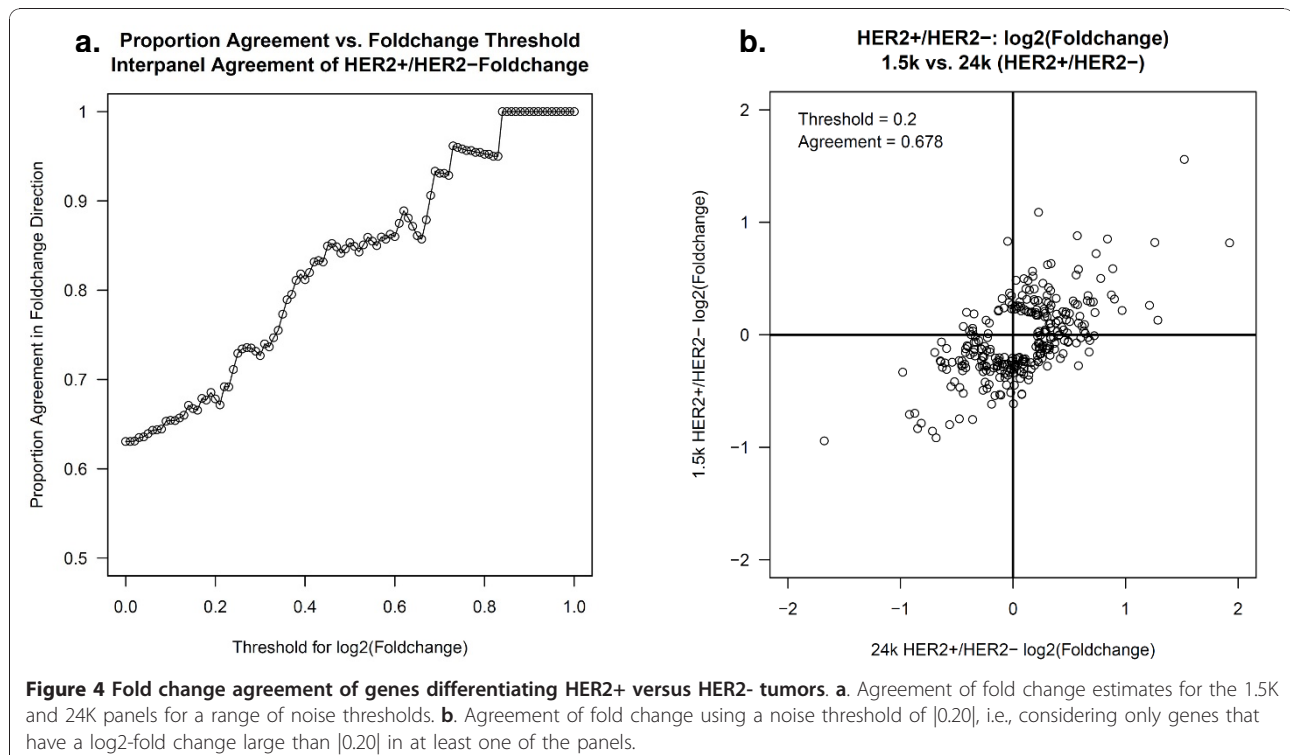 a. Proportion Agreement vs. Foldchange Threshold
Interpanel Agreement of HER2+/HER2−Foldchange
Proportion Agreement in Foldchange Direction
1
0.9
0.8
0.7
0.6
0.5
0.0 0.2 0.4 0.6 0.8 1.0
Threshold for log2(Foldchange)
b. HER2+/HER2−: log2(Foldchange)
1.5k vs. 24k (HER2+/HER2−)
Threshold = 0.2
Agreement = 0.678
1.5k HER2+/HER2− log2(Foldchange)
2
1
0
−1
−2
−2 −1 0 1 2
24k HER2+/HER2− log2(Foldchange)
Figure 4 Fold change agreement of genes differentiating HER2+ versus HER2- tumors. a. Agreement of fold change estimates for the 1.5K
and 24K panels for a range of noise thresholds. b. Agreement of fold change using a noise threshold of |0.20|, i.e., considering only genes that
have a log2-fold change large than |0.20| in at least one of the panels.